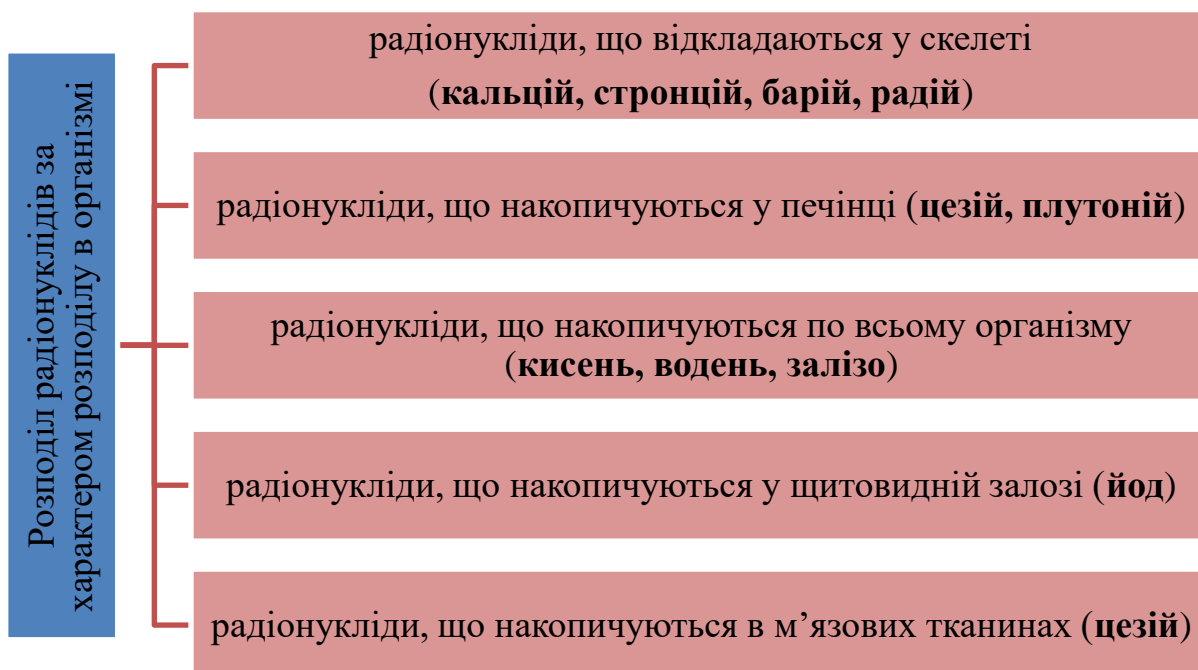 Розподіл радіонуклідів за
характером розподілу в організмі
радіонукліди, що відкладаються у скелеті
(кальцій, стронцій, барій, радій)
радіонукліди, що накопичуються у печінці (цезій, плутоній)
радіонукліди, що накопичуються по всьому організму
(кисень, водень, залізо)
радіонукліди, що накопичуються у щитовидній залозі (йод)
радіонукліди, що накопичуються в м’язових тканинах (цезій)